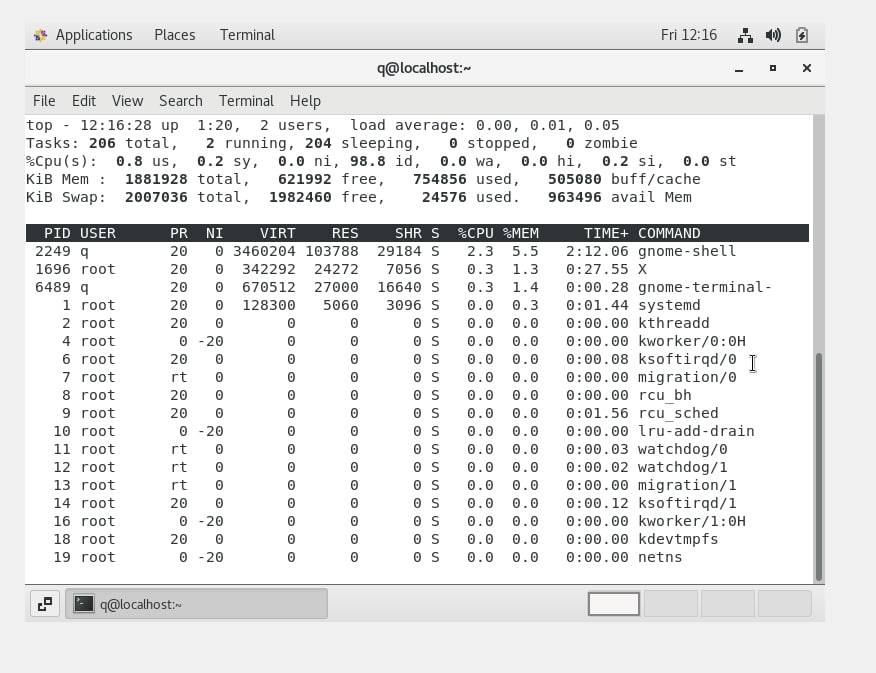 Applications Places Terminal Fri 12:16
q@localhost:~
File Edit View Search Terminal Help
top - 12:16:28 up  1:20,  2 users,  load average: 0.00, 0.01, 0.05
Tasks: 206 total,   2 running, 204 sleeping,   0 stopped,   0 zombie
%Cpu(s):  0.8 us,  0.2 sy,  0.0 ni, 98.8 id,  0.0 wa,  0.0 hi,  0.2 si,  0.0 st
KiB Mem :  1881928 total,   621992 free,   754856 used,   505080 buff/cache
KiB Swap:  2007036 total,  1982460 free,    24576 used.   963496 avail Mem
PID USER      PR  NI    VIRT    RES    SHR S  %CPU %MEM     TIME+ COMMAND
2249 q         20   0 3460204 103788  29184 S   2.3  5.5   2:12.06 gnome-shell
1696 root      20   0  342292  24272   7056 S   0.3  1.3   0:27.55 X
6489 q         20   0  670512  27000  16640 S   0.3  1.4   0:00.28 gnome-terminal-
1 root      20   0  128300   5060   3096 S   0.0  0.3   0:01.44 systemd
2 root      20   0       0      0      0 S   0.0  0.0   0:00.00 kthreadd
4 root       0 -20       0      0      0 S   0.0  0.0   0:00.00 kworker/0:0H
6 root      20   0       0      0      0 S   0.0  0.0   0:00.08 ksoftirqd/0
7 root      rt   0       0      0      0 S   0.0  0.0   0:00.00 migration/0
8 root      20   0       0      0      0 S   0.0  0.0   0:00.00 rcu_bh
9 root      20   0       0      0      0 S   0.0  0.0   0:01.56 rcu_sched
10 root       0 -20       0      0      0 S   0.0  0.0   0:00.00 lru-add-drain
11 root      rt   0       0      0      0 S   0.0  0.0   0:00.03 watchdog/0
12 root      rt   0       0      0      0 S   0.0  0.0   0:00.02 watchdog/1
13 root      rt   0       0      0      0 S   0.0  0.0   0:00.00 migration/1
14 root      20   0       0      0      0 S   0.0  0.0   0:00.12 ksoftirqd/1
16 root       0 -20       0      0      0 S   0.0  0.0   0:00.00 kworker/1:0H
18 root      20   0       0      0      0 S   0.0  0.0   0:00.00 kdevtmpfs
19 root       0 -20       0      0      0 S   0.0  0.0   0:00.00 netns
q@localhost:~